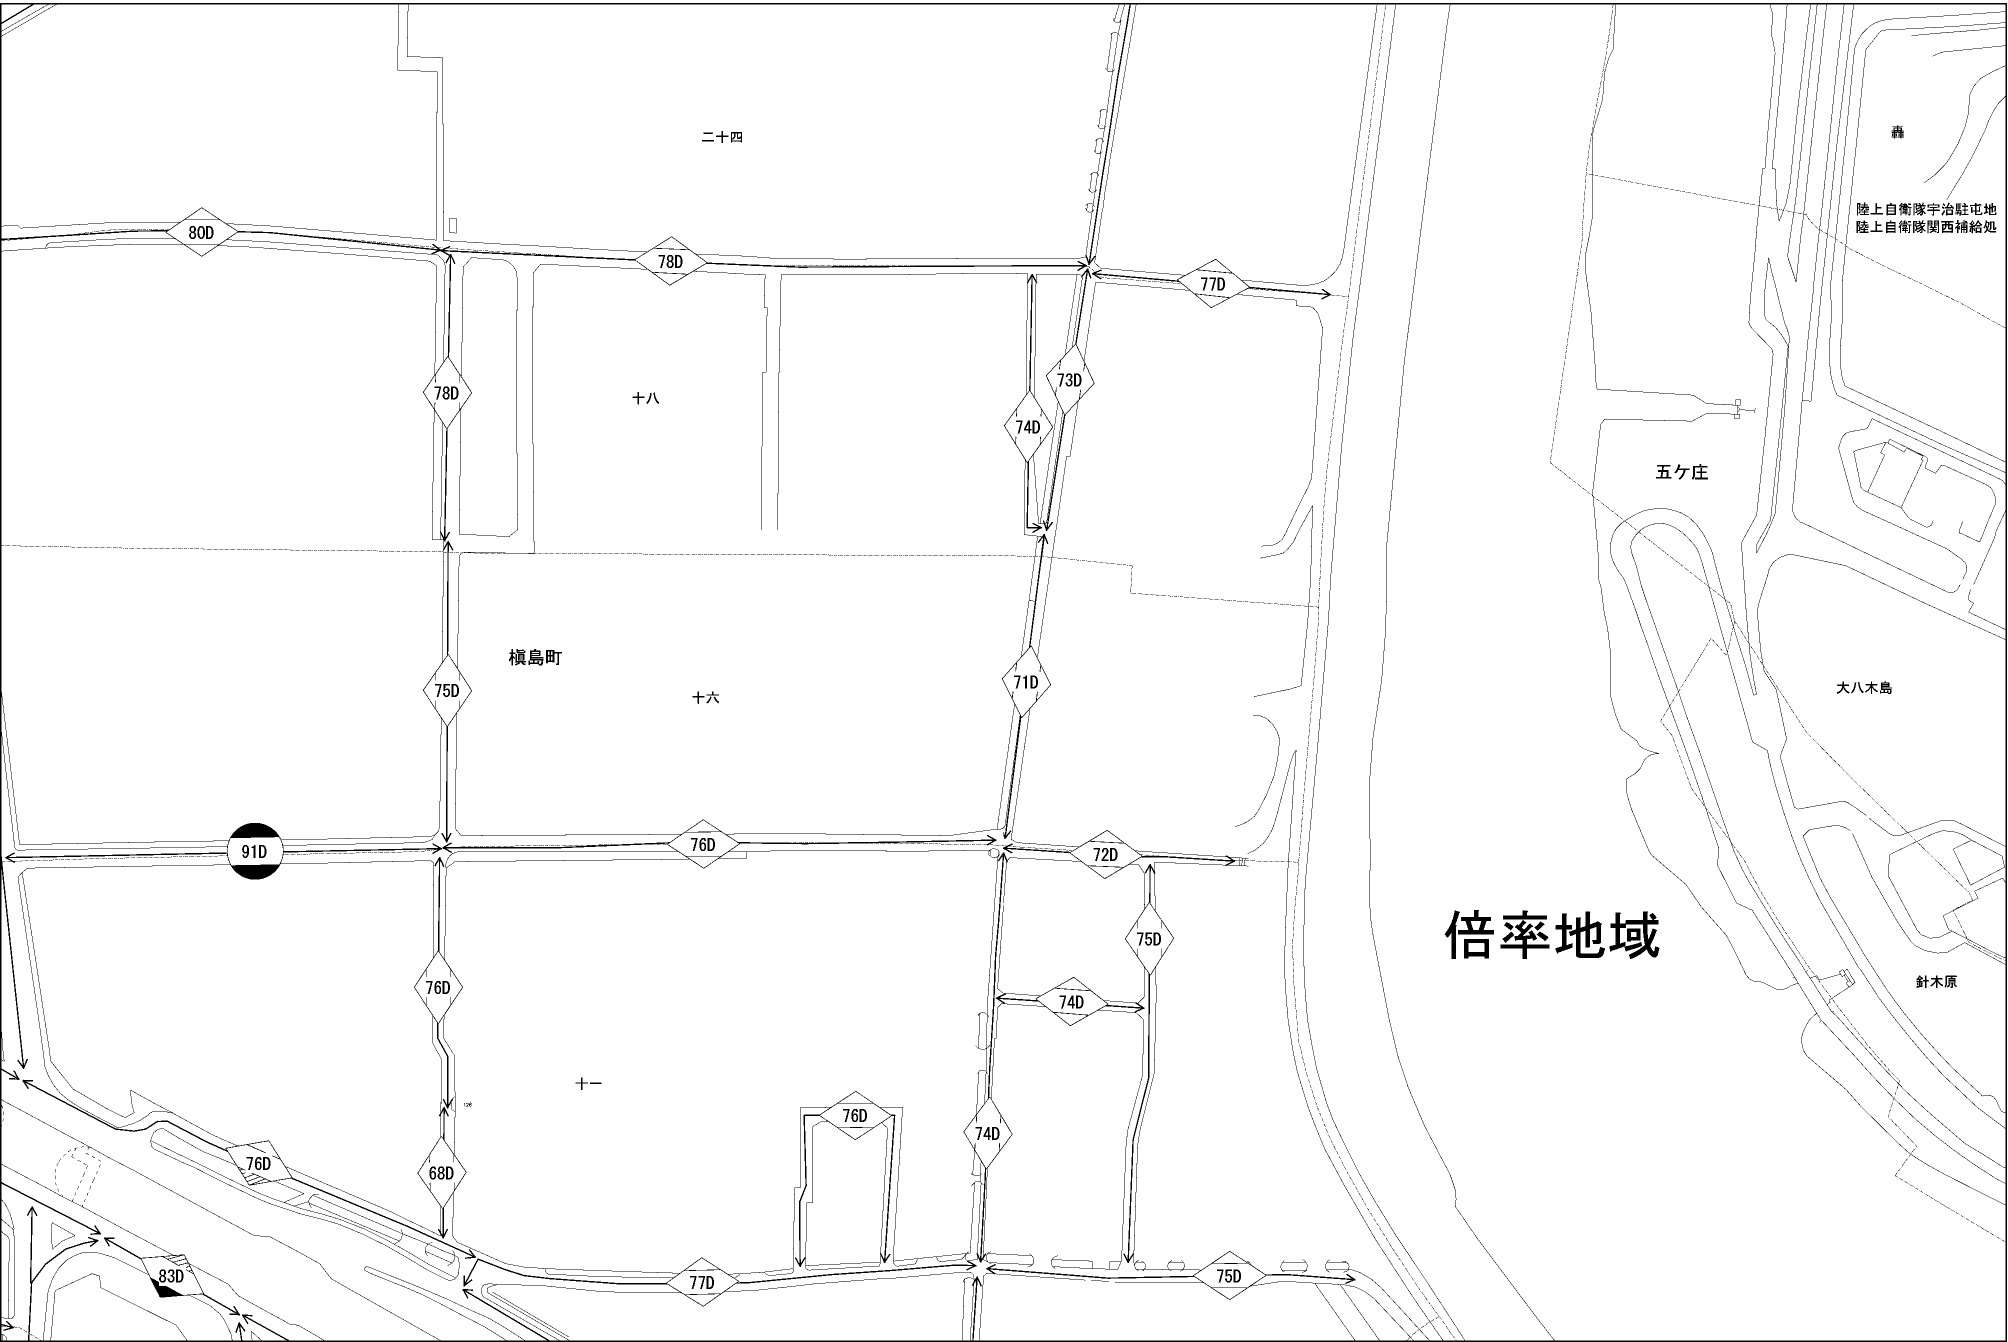 二十四
轟
陸上自衛隊宇治駐屯地
陸上自衛隊関西補給処
80D
78D
77D
73D
78D
十八
74D
五ケ庄
槇島町
71D
75D
十六
大八木島
91D
76D
72D
倍率地域
75D
針木原
76D
74D
十一
126
76D
74D
76D
68D
83D
77D
75D